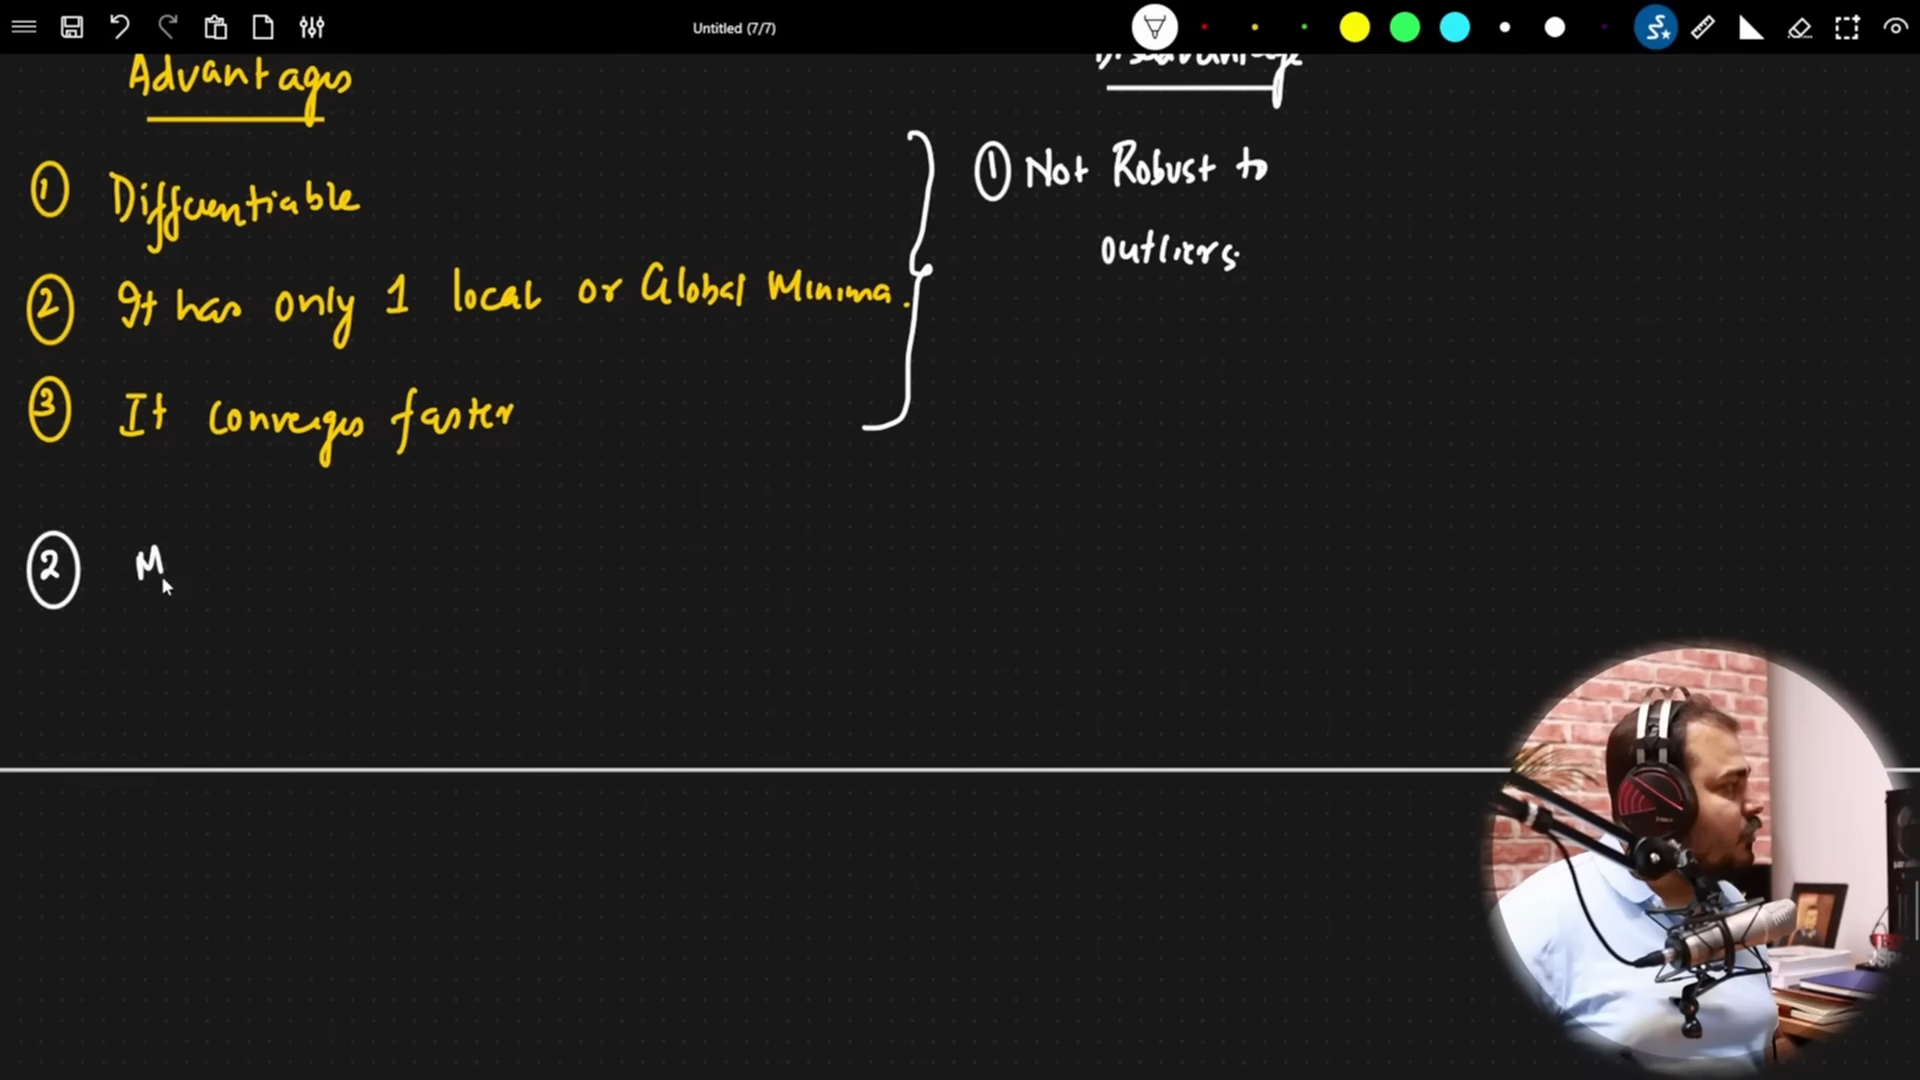 Untitled (7/7)
Advantages
① Differentiable
② It has only 1 local or Global Minima.
③ It converges faster
Disadvantage
① Not Robust to
outliers.
② M